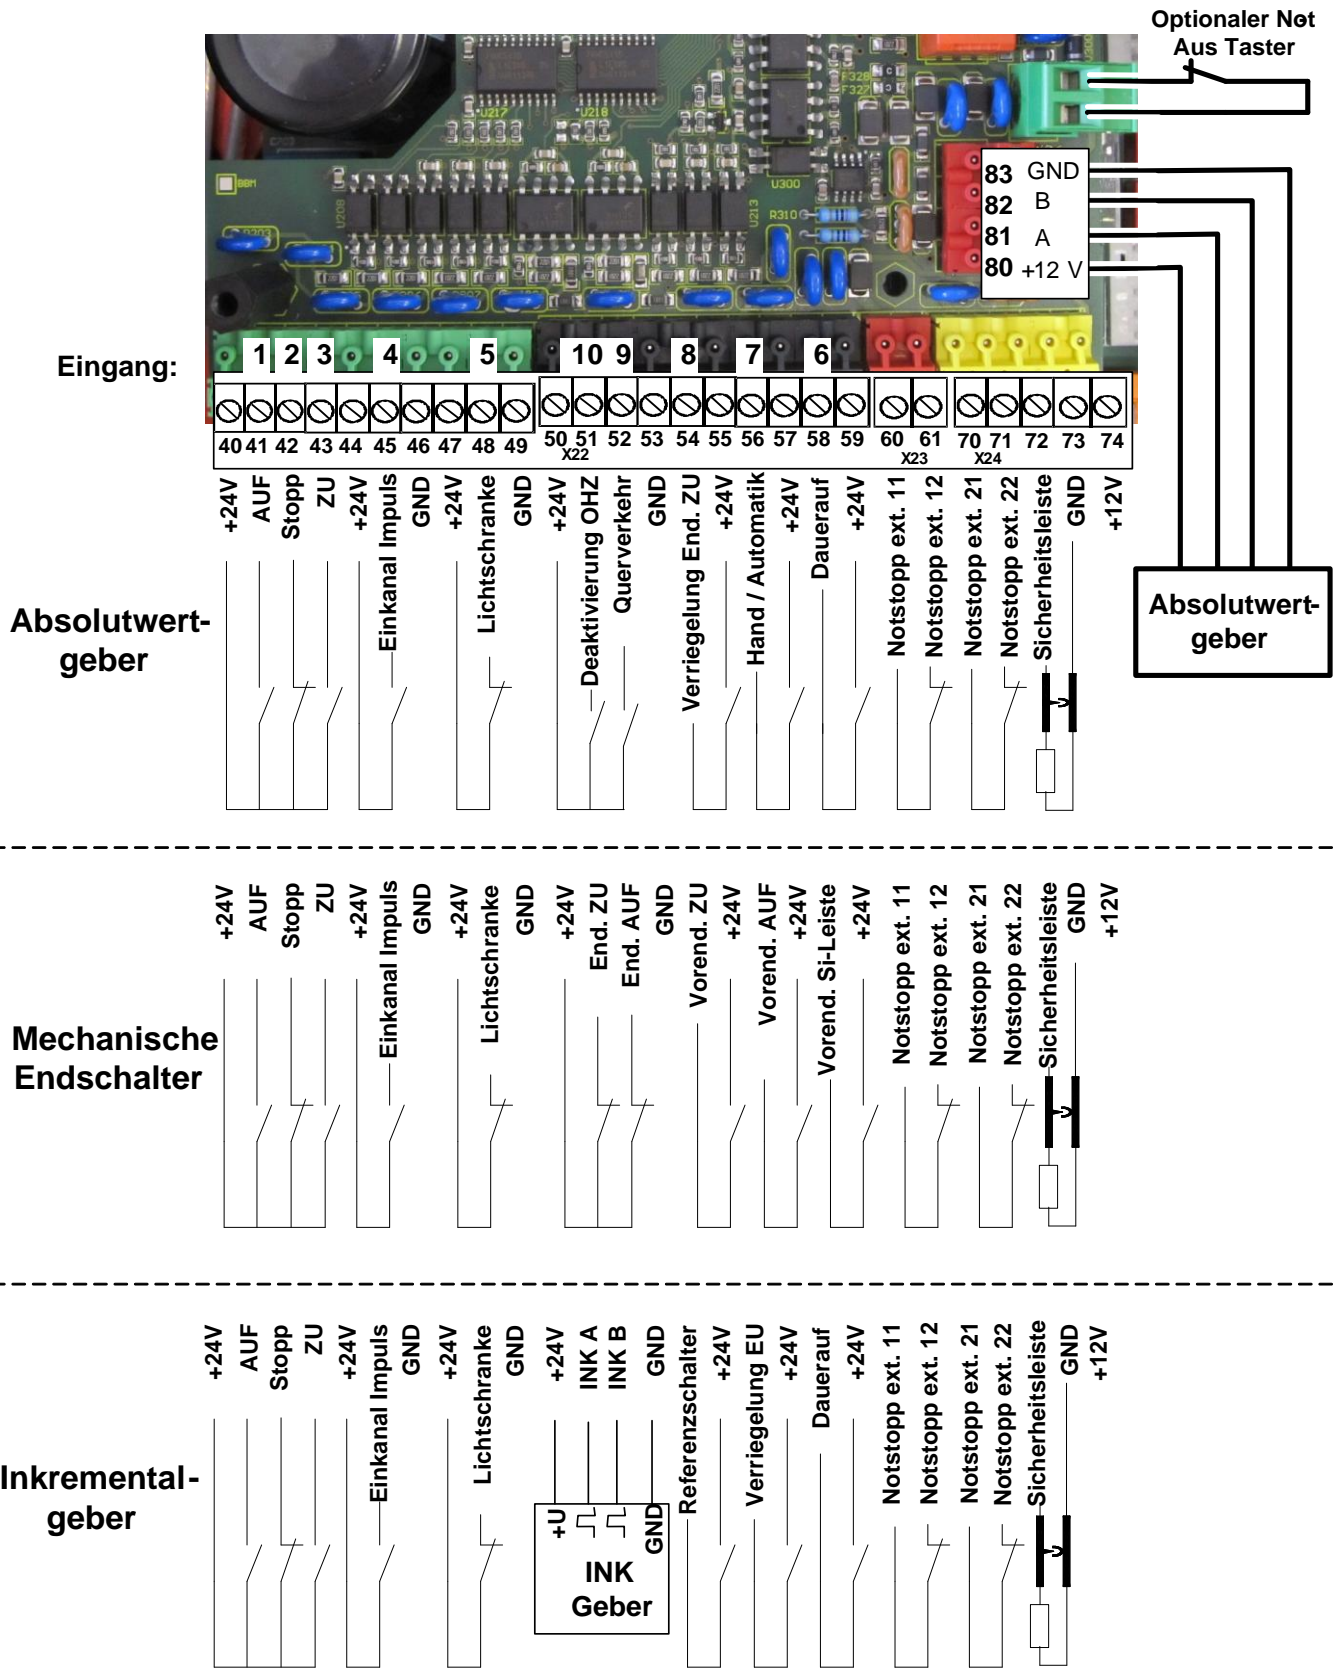 Optionaler Not
Aus Taster
U217
U218
F328
F327
BBM
U208
U300
U213
R310
83 GND
82 B
81 A
80 +12 V
Eingang:
1 2 3 4 5 10 9 8 7 6
40 41 42 43 44 45 46 47 48 49 50 51 52 53 54 55 56 57 58 59 60 61 70 71 72 73 74
X22 X23 X24
+24V
AUF
Stopp
ZU
+24V
Einkanal Impuls
GND
+24V
Lichtschranke
GND
+24V
Deaktivierung OHZ
Querverkehr
GND
Verriegelung End. ZU
+24V
Hand / Automatik
+24V
Dauerauf
+24V
Notstopp ext. 11
Notstopp ext. 12
Notstopp ext. 21
Notstopp ext. 22
Sicherheitsleiste
GND
+12V
Absolutwert-
geber
Absolutwert-
geber
+24V
AUF
Stopp
ZU
+24V
Einkanal Impuls
GND
+24V
Lichtschranke
GND
+24V
End. ZU
End. AUF
GND
Vorend. ZU
+24V
Vorend. AUF
+24V
Vorend. Si-Leiste
+24V
Notstopp ext. 11
Notstopp ext. 12
Notstopp ext. 21
Notstopp ext. 22
Sicherheitsleiste
GND
+12V
Mechanische
Endschalter
+24V
AUF
Stopp
ZU
+24V
Einkanal Impuls
GND
+24V
Lichtschranke
GND
+24V
INK A
INK B
GND
Referenzschalter
+24V
Verriegelung EU
+24V
Dauerauf
+24V
Notstopp ext. 11
Notstopp ext. 12
Notstopp ext. 21
Notstopp ext. 22
Sicherheitsleiste
GND
+12V
Inkremental-
geber
+U
GND
INK
Geber